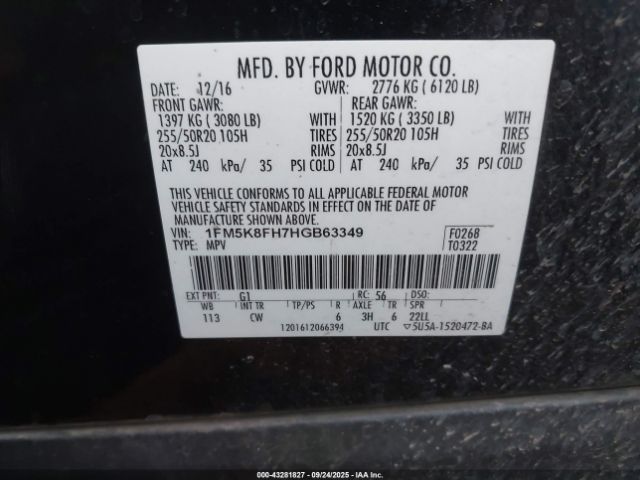 MFD. BY FORD MOTOR CO.
DATE: 12/16 GVWR: 2776 KG ( 6120 LB)
FRONT GAWR: REAR GAWR:
1397 KG ( 3080 LB) WITH 1520 KG ( 3350 LB) WITH
255/50R20 105H TIRES 255/50R20 105H TIRES
20x8.5J RIMS 20x8.5J RIMS
AT 240 kPa/ 35 PSI COLD AT 240 kPa/ 35 PSI COLD
THIS VEHICLE CONFORMS TO ALL APPLICABLE FEDERAL MOTOR
VEHICLE SAFETY STANDARDS IN EFFECT ON THE DATE OF
MANUFACTURE SHOWN ABOVE.
VIN: 1FM5K8FH7HGB63349 F0268
TYPE: MPV T0322
EXT PNT: G1 RC: 56 DSO:
WB INT TR TP/PS R AXLE TR SPR
113 CW 6 3H 6 22LL
1201612066394 UTC ▽5U5A-1520472-BA
000-43281827 - 09/24/2025 - IAA Inc.